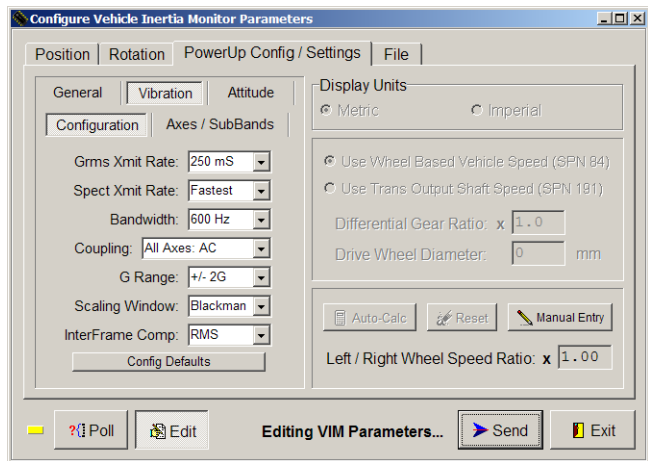 Configure Vehicle Inertia Monitor Parameters
Position Rotation PowerUp Config / Settings File
General Vibration Attitude
Configuration Axes / SubBands
Grms Xmit Rate: 250 mS
Spect Xmit Rate: Fastest
Bandwidth: 600 Hz
Coupling: All Axes: AC
G Range: +/- 2G
Scaling Window: Blackman
InterFrame Comp: RMS
Config Defaults
Display Units
Metric Imperial
Use Wheel Based Vehicle Speed (SPN 84)
Use Trans Output Shaft Speed (SPN 191)
Differential Gear Ratio: x 1.0
Drive Wheel Diameter: 0 mm
Auto-Calc Reset Manual Entry
Left / Right Wheel Speed Ratio: x 1.00
?{} Poll Edit Editing VIM Parameters... Send Exit